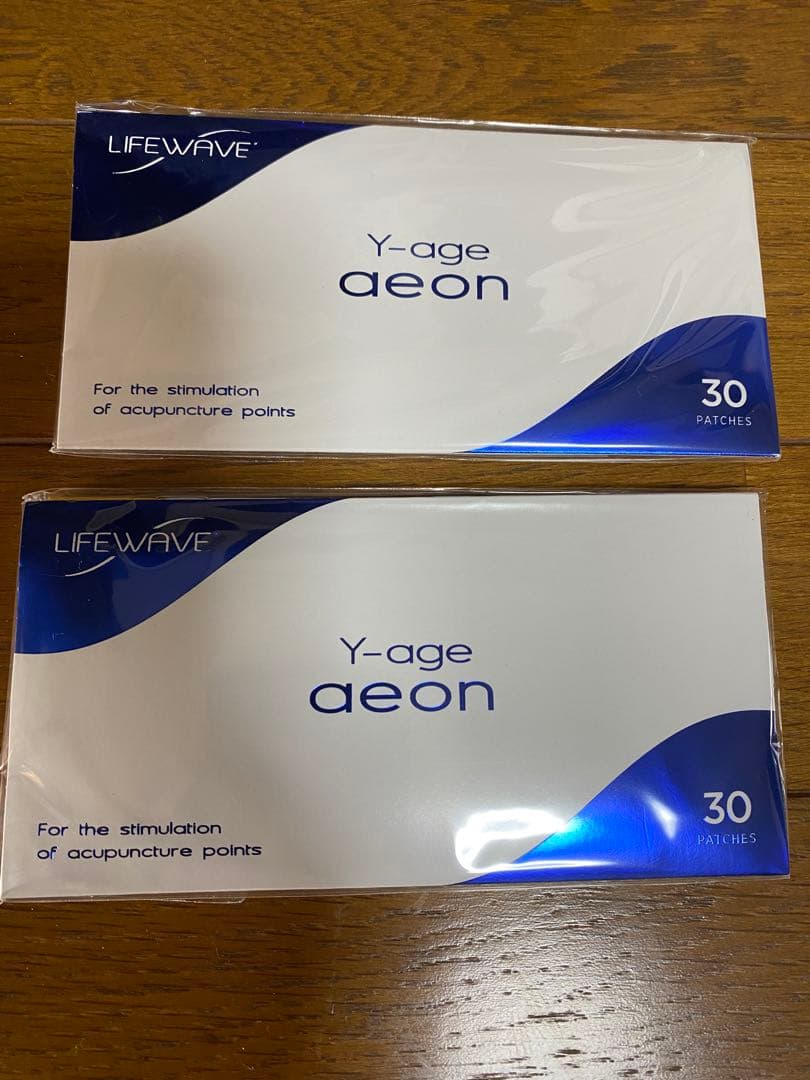 LIFEWAVE
Y-age
aeon
For the stimulation
of acupuncture points
30
PATCHES
LIFEWAVE
Y-age
aeon
For the stimulation
of acupuncture points
30
PATCHES